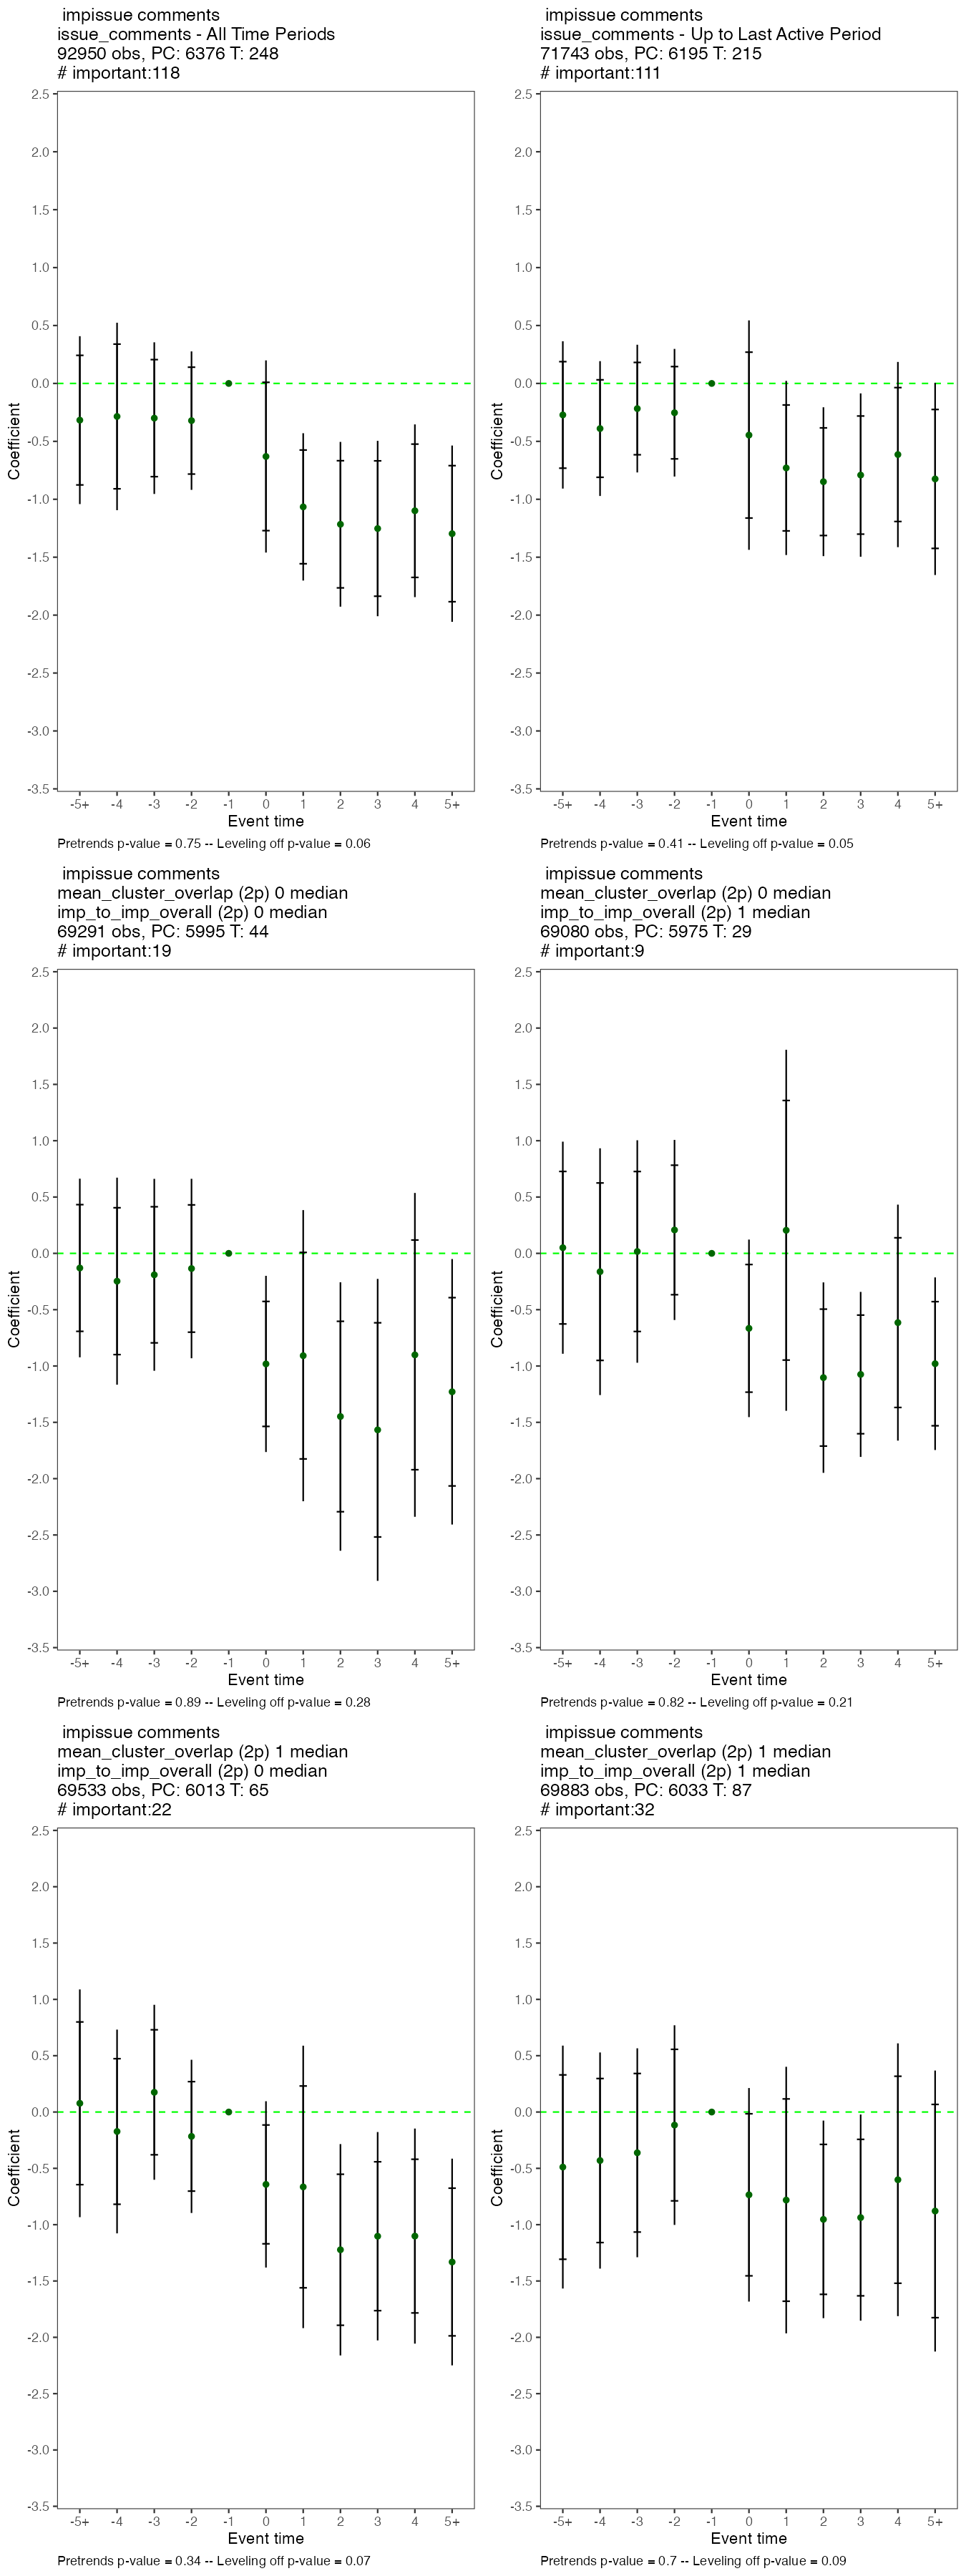 impissue comments
issue_comments - All Time Periods
92950 obs, PC: 6376 T: 248
# important:118
2.5
2.0
1.5
1.0
0.5
0.0
-0.5
-1.0
-1.5
-2.0
-2.5
-3.0
-3.5
Coefficient
-5+ -4 -3 -2 -1 0 1 2 3 4 5+
Event time
Pretrends p-value = 0.75 -- Leveling off p-value = 0.06
impissue comments
issue_comments - Up to Last Active Period
71743 obs, PC: 6195 T: 215
# important:111
2.5
2.0
1.5
1.0
0.5
0.0
-0.5
-1.0
-1.5
-2.0
-2.5
-3.0
-3.5
Coefficient
-5+ -4 -3 -2 -1 0 1 2 3 4 5+
Event time
Pretrends p-value = 0.41 -- Leveling off p-value = 0.05
impissue comments
mean_cluster_overlap (2p) 0 median
imp_to_imp_overall (2p) 0 median
69291 obs, PC: 5995 T: 44
# important:19
2.5
2.0
1.5
1.0
0.5
0.0
-0.5
-1.0
-1.5
-2.0
-2.5
-3.0
-3.5
Coefficient
-5+ -4 -3 -2 -1 0 1 2 3 4 5+
Event time
Pretrends p-value = 0.89 -- Leveling off p-value = 0.28
impissue comments
mean_cluster_overlap (2p) 0 median
imp_to_imp_overall (2p) 1 median
69080 obs, PC: 5975 T: 29
# important:9
2.5
2.0
1.5
1.0
0.5
0.0
-0.5
-1.0
-1.5
-2.0
-2.5
-3.0
-3.5
Coefficient
-5+ -4 -3 -2 -1 0 1 2 3 4 5+
Event time
Pretrends p-value = 0.82 -- Leveling off p-value = 0.21
impissue comments
mean_cluster_overlap (2p) 1 median
imp_to_imp_overall (2p) 0 median
69533 obs, PC: 6013 T: 65
# important:22
2.5
2.0
1.5
1.0
0.5
0.0
-0.5
-1.0
-1.5
-2.0
-2.5
-3.0
-3.5
Coefficient
-5+ -4 -3 -2 -1 0 1 2 3 4 5+
Event time
Pretrends p-value = 0.34 -- Leveling off p-value = 0.07
impissue comments
mean_cluster_overlap (2p) 1 median
imp_to_imp_overall (2p) 1 median
69883 obs, PC: 6033 T: 87
# important:32
2.5
2.0
1.5
1.0
0.5
0.0
-0.5
-1.0
-1.5
-2.0
-2.5
-3.0
-3.5
Coefficient
-5+ -4 -3 -2 -1 0 1 2 3 4 5+
Event time
Pretrends p-value = 0.7 -- Leveling off p-value = 0.09